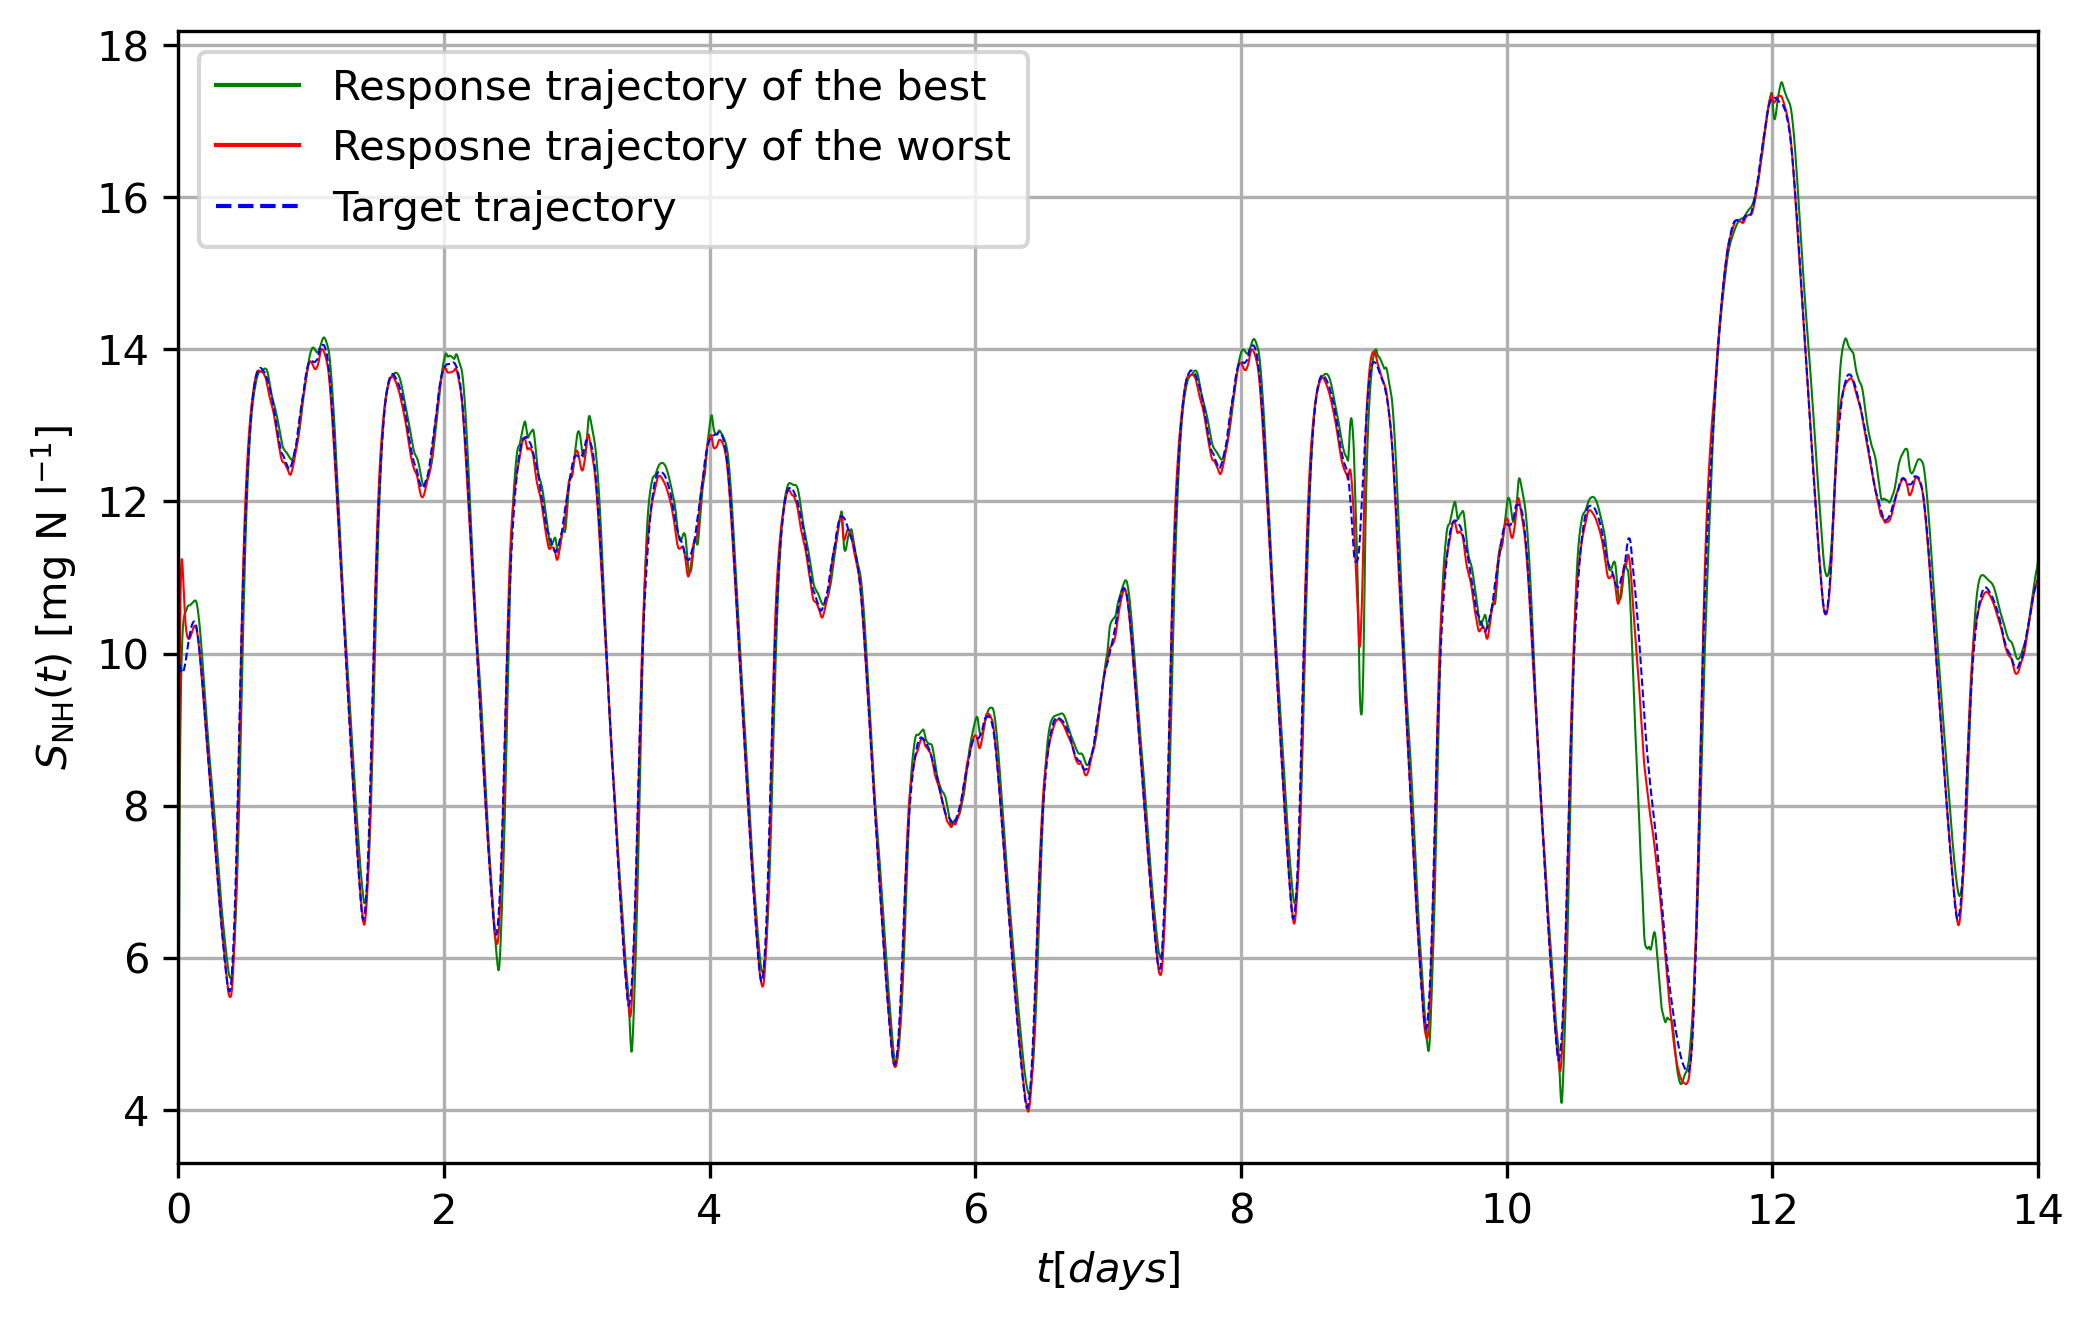 18
16
14
12
10
8
6
4
S_NH(t) [mg N l⁻¹]
Response trajectory of the best
Resposne trajectory of the worst
Target trajectory
0 2 4 6 8 10 12 14
t[days]